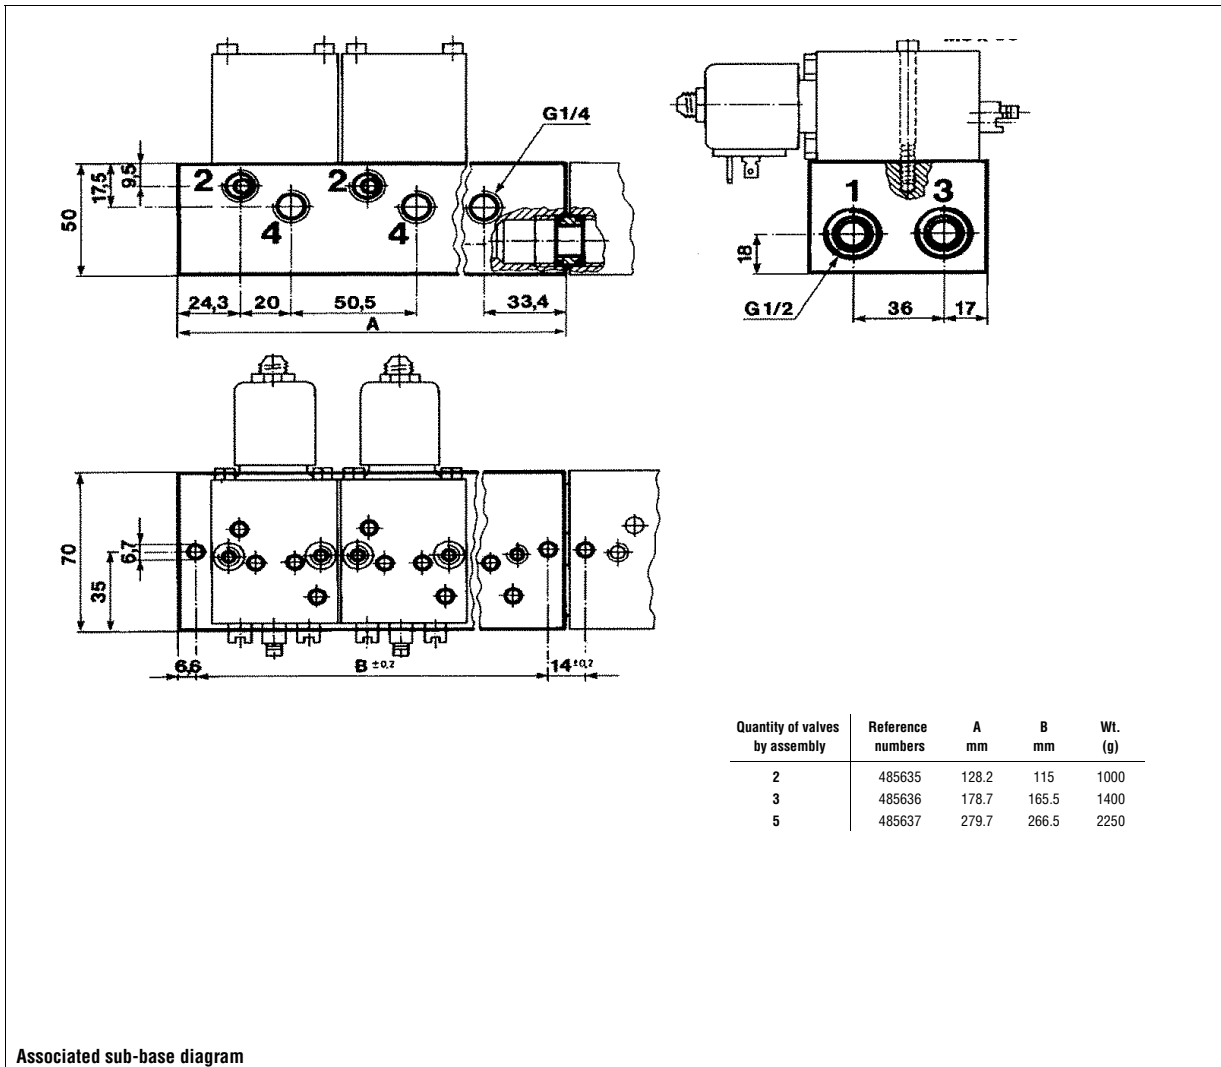 G1/4
9,5
17,5
50
2
2
4
4
24,3
20
50,5
33,4
A
1
3
18
G1/2
36
17
70
35
6,7
6,6
B ±0,2
14 ±0,2
Quantity of valves by assembly Reference numbers A mm B mm Wt. (g)
2 485635 128.2 115 1000
3 485636 178.7 165.5 1400
5 485637 279.7 266.5 2250
Associated sub-base diagram